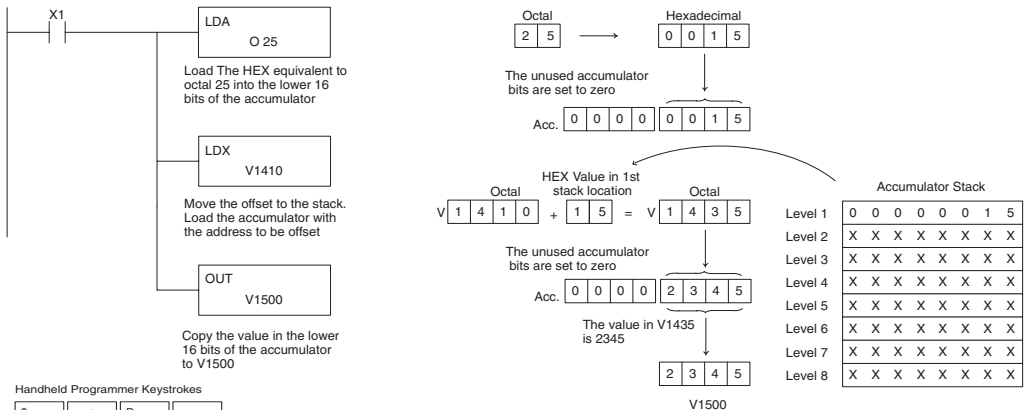 X1
LDA
O 25
Load The HEX equivalent to
octal 25 into the lower 16
bits of the accumulator
LDX
V1410
Move the offset to the stack.
Load the accumulator with
the address to be offset
OUT
V1500
Copy the value in the lower
16 bits of the accumulator
to V1500
Handheld Programmer Keystrokes
Octal
2 5
Hexadecimal
0 0 1 5
The unused accumulator
bits are set to zero
Acc. 0 0 0 0 0 0 1 5
HEX Value in 1st
stack location
Octal
Octal
V 1 4 1 0 + 1 5 = V 1 4 3 5
The unused accumulator
bits are set to zero
Acc. 0 0 0 0 2 3 4 5
The value in V1435
is 2345
2 3 4 5
V1500
Accumulator Stack
Level 1 0 0 0 0 0 0 1 5
Level 2 X X X X X X X X
Level 3 X X X X X X X X
Level 4 X X X X X X X X
Level 5 X X X X X X X X
Level 6 X X X X X X X X
Level 7 X X X X X X X X
Level 8 X X X X X X X X